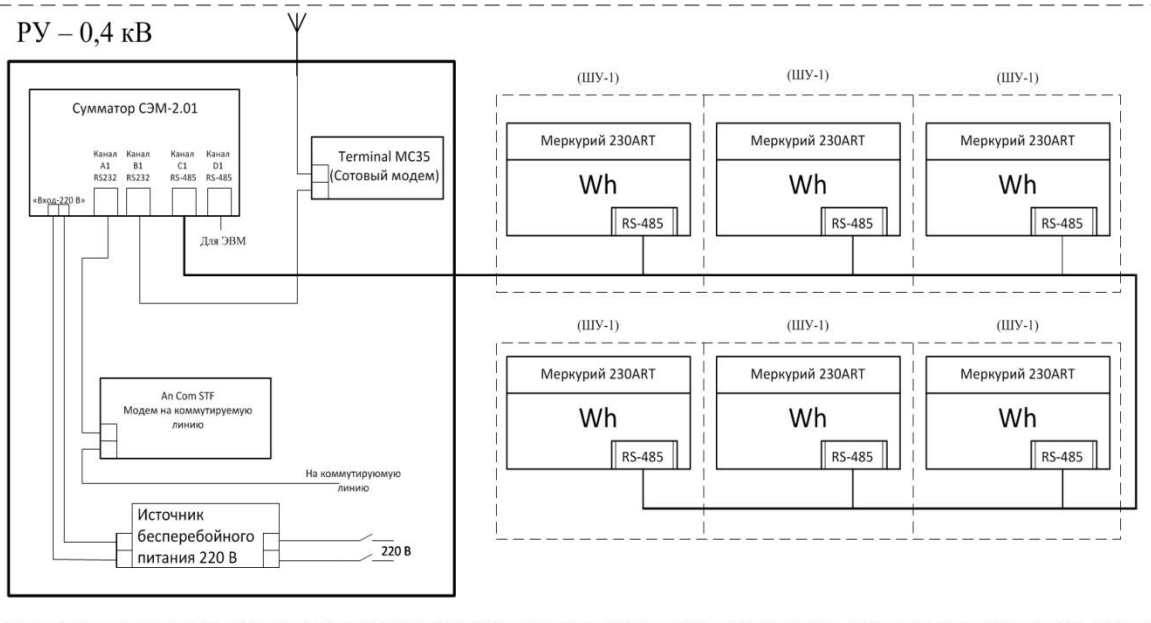 РУ – 0,4 кВ
Сумматор СЭМ-2.01
Канал Канал Канал Канал
A1 B1 C1 D1
RS232 RS232 RS-485 RS-485
«Вход-220 В»
Для ЭВМ
Terminal MC35
(Сотовый модем)
An Com STF
Модем на коммутируемую
линию
На коммутируюмую
линию
Источник
бесперебойного
питания 220 В
220 В
(ШУ-1) (ШУ-1) (ШУ-1)
Меркурий 230ART Меркурий 230ART Меркурий 230ART
Wh Wh Wh
RS-485 RS-485 RS-485
(ШУ-1) (ШУ-1) (ШУ-1)
Меркурий 230ART Меркурий 230ART Меркурий 230ART
Wh Wh Wh
RS-485 RS-485 RS-485